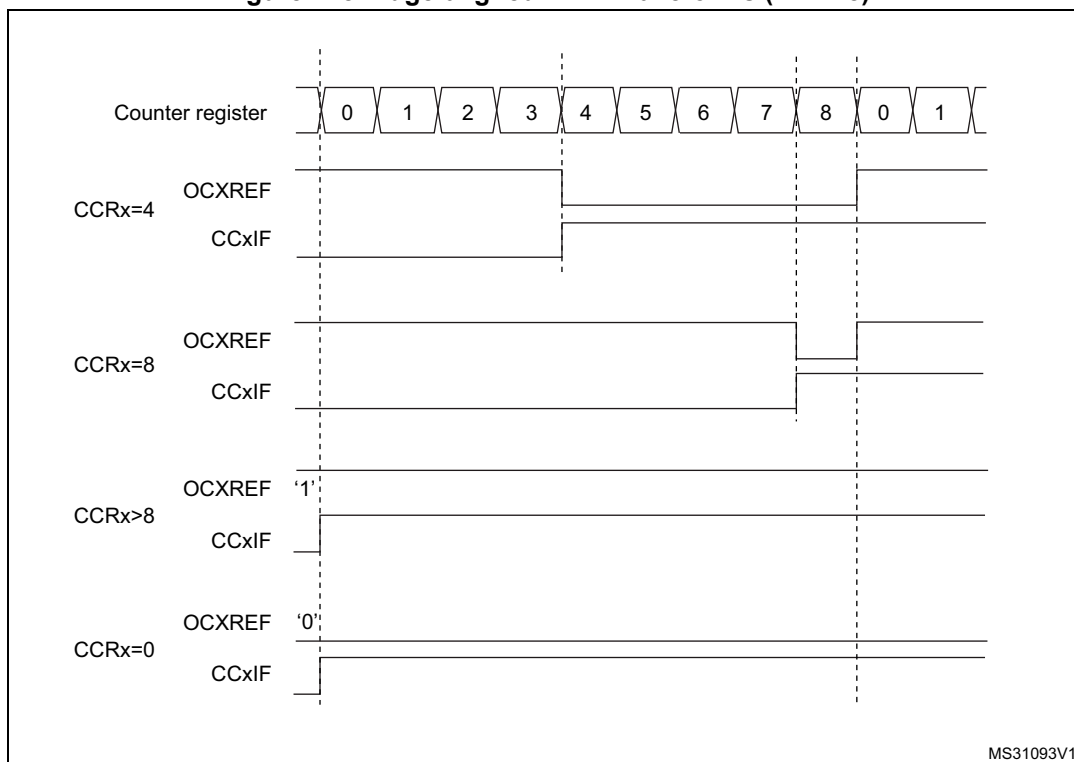 Counter register 0 1 2 3 4 5 6 7 8 0 1
OCXREF
CCRx=4
CCxIF
OCXREF
CCRx=8
CCxIF
OCXREF '1'
CCRx>8
CCxIF
OCXREF '0'
CCRx=0
CCxIF
MS31093V1